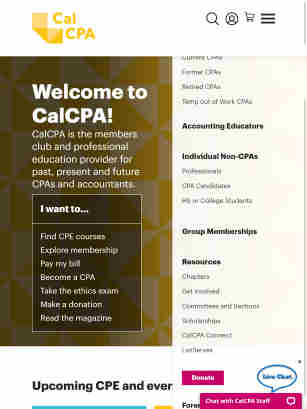 Cal
CPA
Welcome to
CalCPA!
CalCPA is the members
club and professional
education provider for
past, present and future
CPAs and accountants.
I want to...
Find CPE courses
Explore membership
Pay my bill
Become a CPA
Take the ethics exam
Make a donation
Read the magazine
Upcoming CPE and ever
Current CPAs
Former CPAs
Retired CPAs
Temp out of Work CPAs
Accounting Educators
Individual Non-CPAs
Professionals
CPA Candidates
HS or College Students
Group Memberships
Resources
Chapters
Get Involved
Committees and Sections
Scholarships
CalCPA Connect
ListServes
Donate
Live Chat
Chat with CalCPA Staff